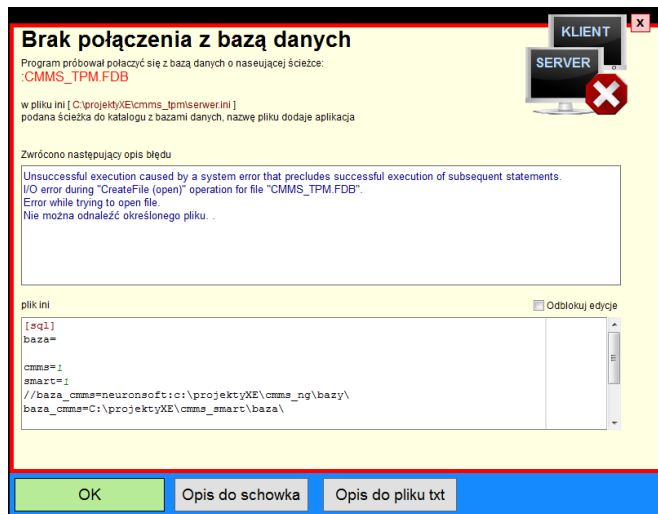 Brak połączenia z bazą danych
KLIENT
SERVER
x
Program próbował połaczyć się z bazą danych o naseującej ścieżce:
:CMMS_TPM.FDB
w pliku ini [ C:\projektyXE\cmms_tpm\serwer.ini ]
podana ścieżka do katalogu z bazami danych, nazwę pliku dodaje aplikacja
Zwrócono następujący opis błędu
Unsuccessful execution caused by a system error that precludes successful execution of subsequent statements.
I/O error during "CreateFile (open)" operation for file "CMMS_TPM.FDB".
Error while trying to open file.
Nie można odnaleźć określonego pliku. .
plik ini
Odblokuj edycje
[sql]
baza=
cmms=1
smart=1
//baza_cmms=neuronsoft:c:\projektyXE\cmms_ng\bazy\
baza_cmms=C:\projektyXE\cmms_smart\baza\
OK
Opis do schowka
Opis do pliku txt